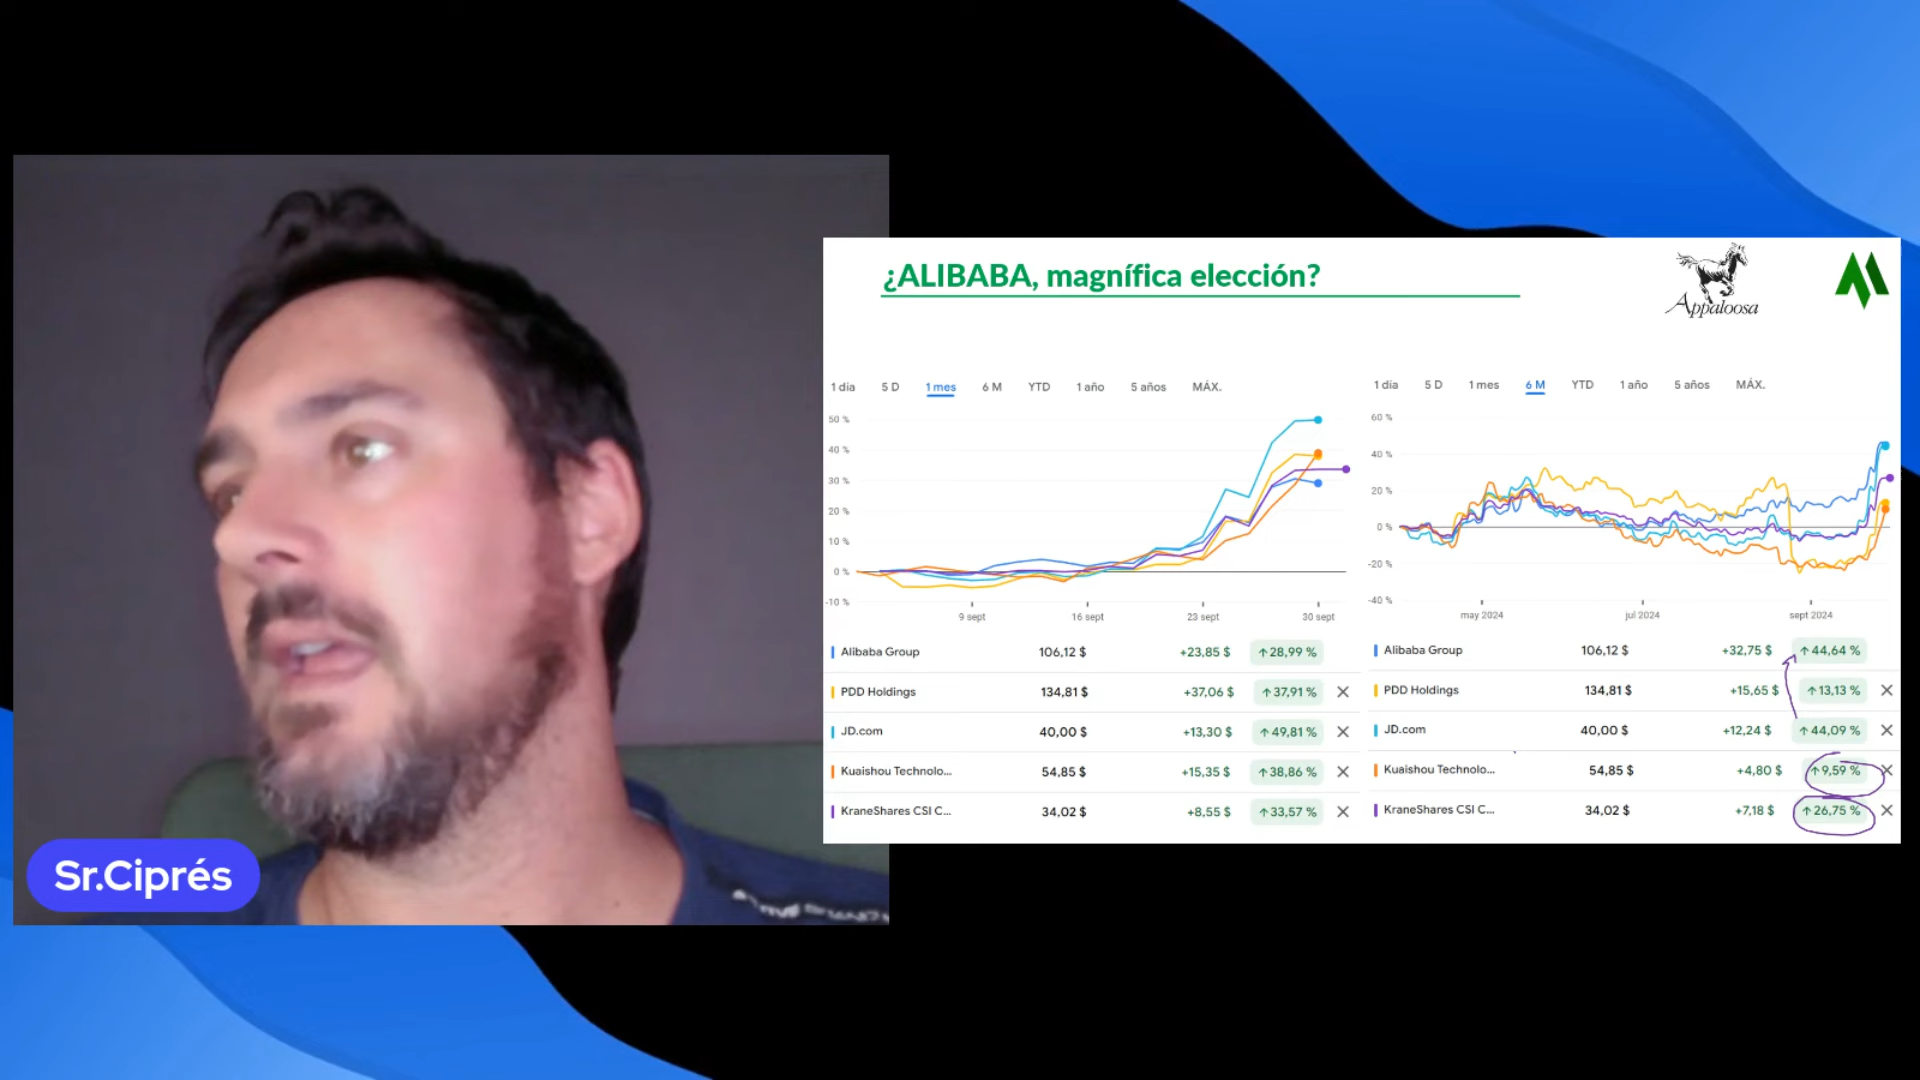 ¿ALIBABA, magnífica elección?
Appaloosa
1 día 5 D 1 mes 6 M YTD 1 año 5 años MÁX.
50 %
40 %
30 %
20 %
10 %
0 %
-10 %
9 sept 16 sept 23 sept 30 sept
Alibaba Group 106,12 $ +23,85 $ ↑28,99 %
PDD Holdings 134,81 $ +37,06 $ ↑37,91 % ×
JD.com 40,00 $ +13,30 $ ↑49,81 % ×
Kuaishou Technolo... 54,85 $ +15,35 $ ↑38,86 % ×
KraneShares CSI C... 34,02 $ +8,55 $ ↑33,57 % ×
1 día 5 D 1 mes 6 M YTD 1 año 5 años MÁX.
60 %
40 %
20 %
0 %
-20 %
-40 %
may 2024 jul 2024 sept 2024
Alibaba Group 106,12 $ +32,75 $ ↑44,64 %
PDD Holdings 134,81 $ +15,65 $ ↑13,13 % ×
JD.com 40,00 $ +12,24 $ ↑44,09 % ×
Kuaishou Technolo... 54,85 $ +4,80 $ ↑9,59 % ×
KraneShares CSI C... 34,02 $ +7,18 $ ↑26,75 % ×
Sr.Ciprés